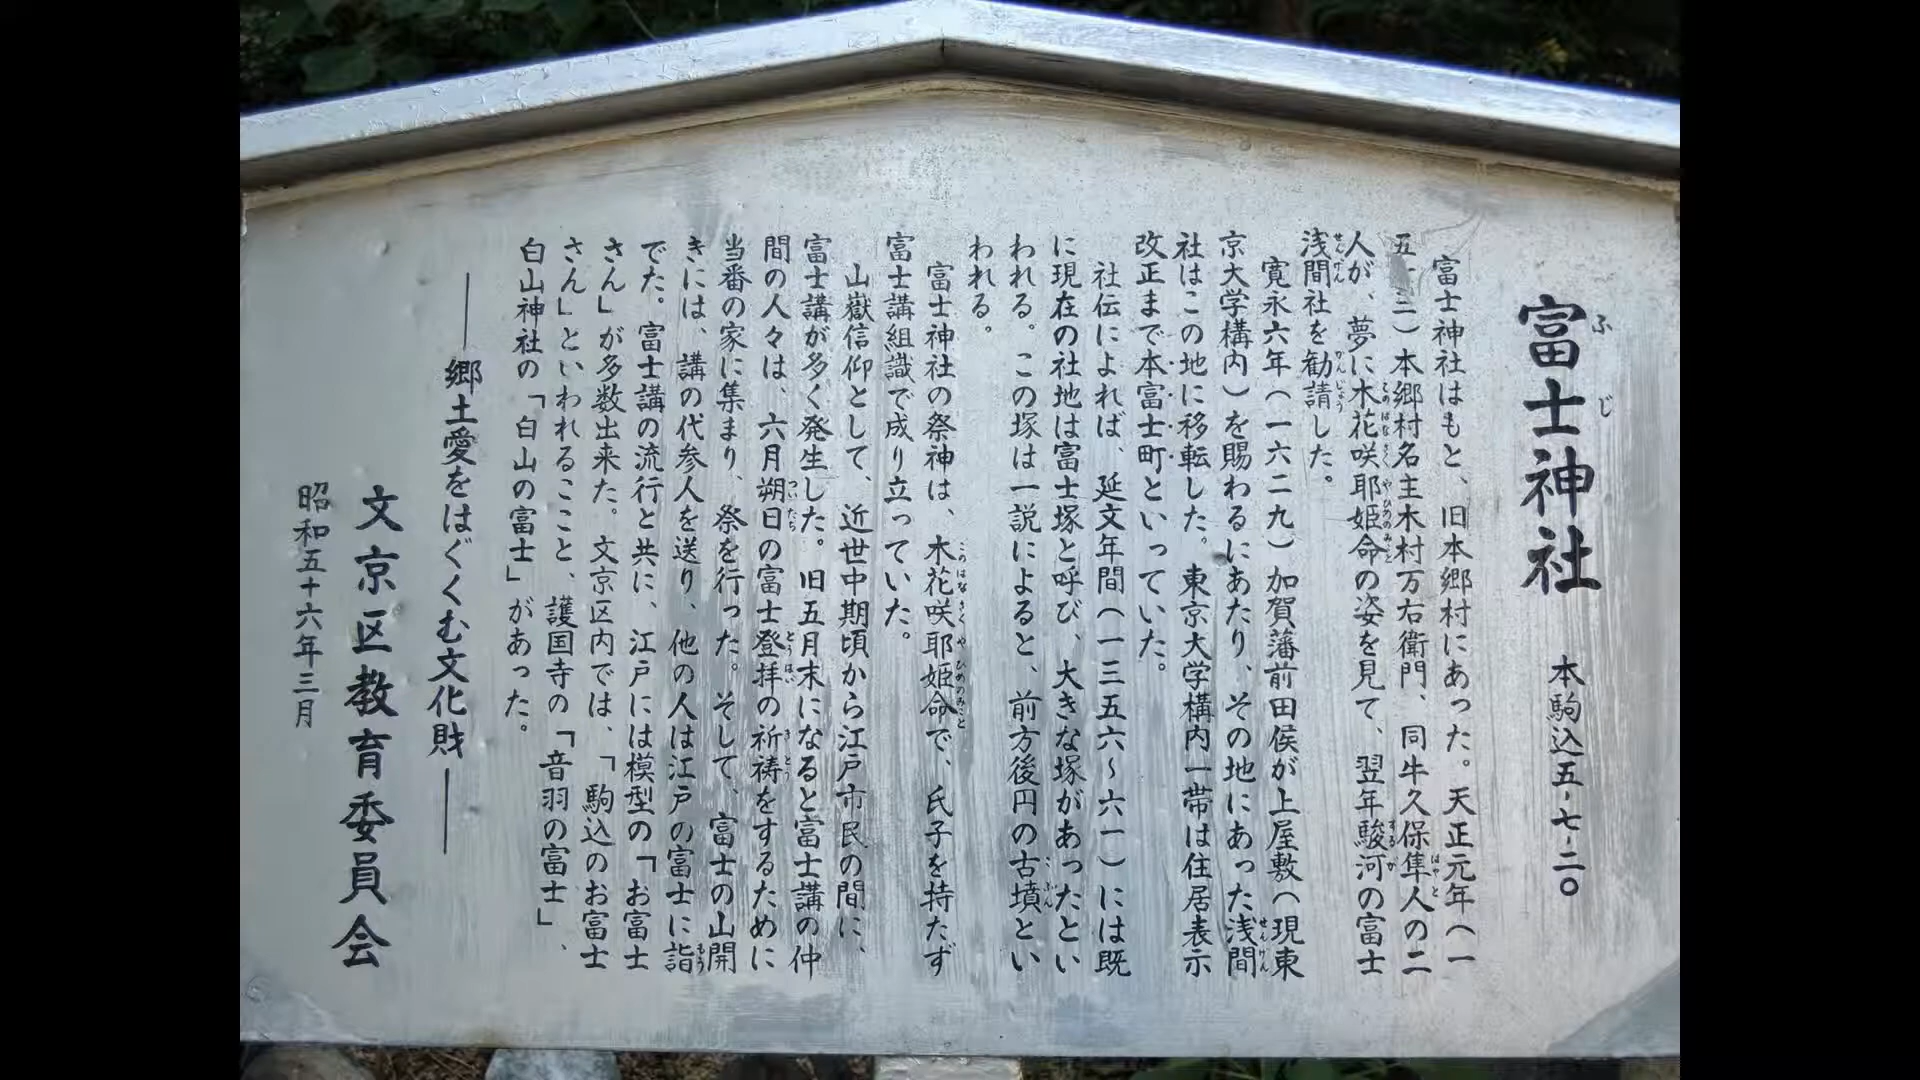 富士神社 本駒込五-七-二〇
ふじ
富士神社はもと、旧本郷村にあった。天正元年(一
五七三)本郷村名主木村万右衛門、同牛久保隼人の二
人が、夢に木花咲耶姫命の姿を見て、翌年駿河の富士
浅間社を勧請した。
寛永六年(一六二九)加賀藩前田侯が上屋敷(現東
京大学構内)を賜わるにあたり、その地にあった浅間
社はこの地に移転した。東京大学構内一帯は住居表示
改正まで本富士町といっていた。
社伝によれば、延文年間(一三五六〜六一)には既
に現在の社地は富士塚と呼び、大きな塚があったとい
われる。この塚は一説によると、前方後円の古墳とい
われる。
富士神社の祭神は、木花咲耶姫命で、氏子を持たず
富士講組識で成り立っていた。
山嶽信仰として、近世中期頃から江戸市民の間に、
富士講が多く発生した。旧五月末になると富士講の仲
間の人々は、六月朔日の富士登拝の祈祷をするために
当番の家に集まり、祭を行った。そして、富士の山開
きには、講の代参人を送り、他の人は江戸の富士に詣
でた。富士講の流行と共に、江戸には模型の「お富士
さん」が多数出来た。文京区内では、「駒込のお富士
さん」といわれるここと、護国寺の「音羽の富士」、
白山神社の「白山の富士」があった。
―郷土愛をはぐくむ文化財―
文京区教育委員会
昭和五十六年三月